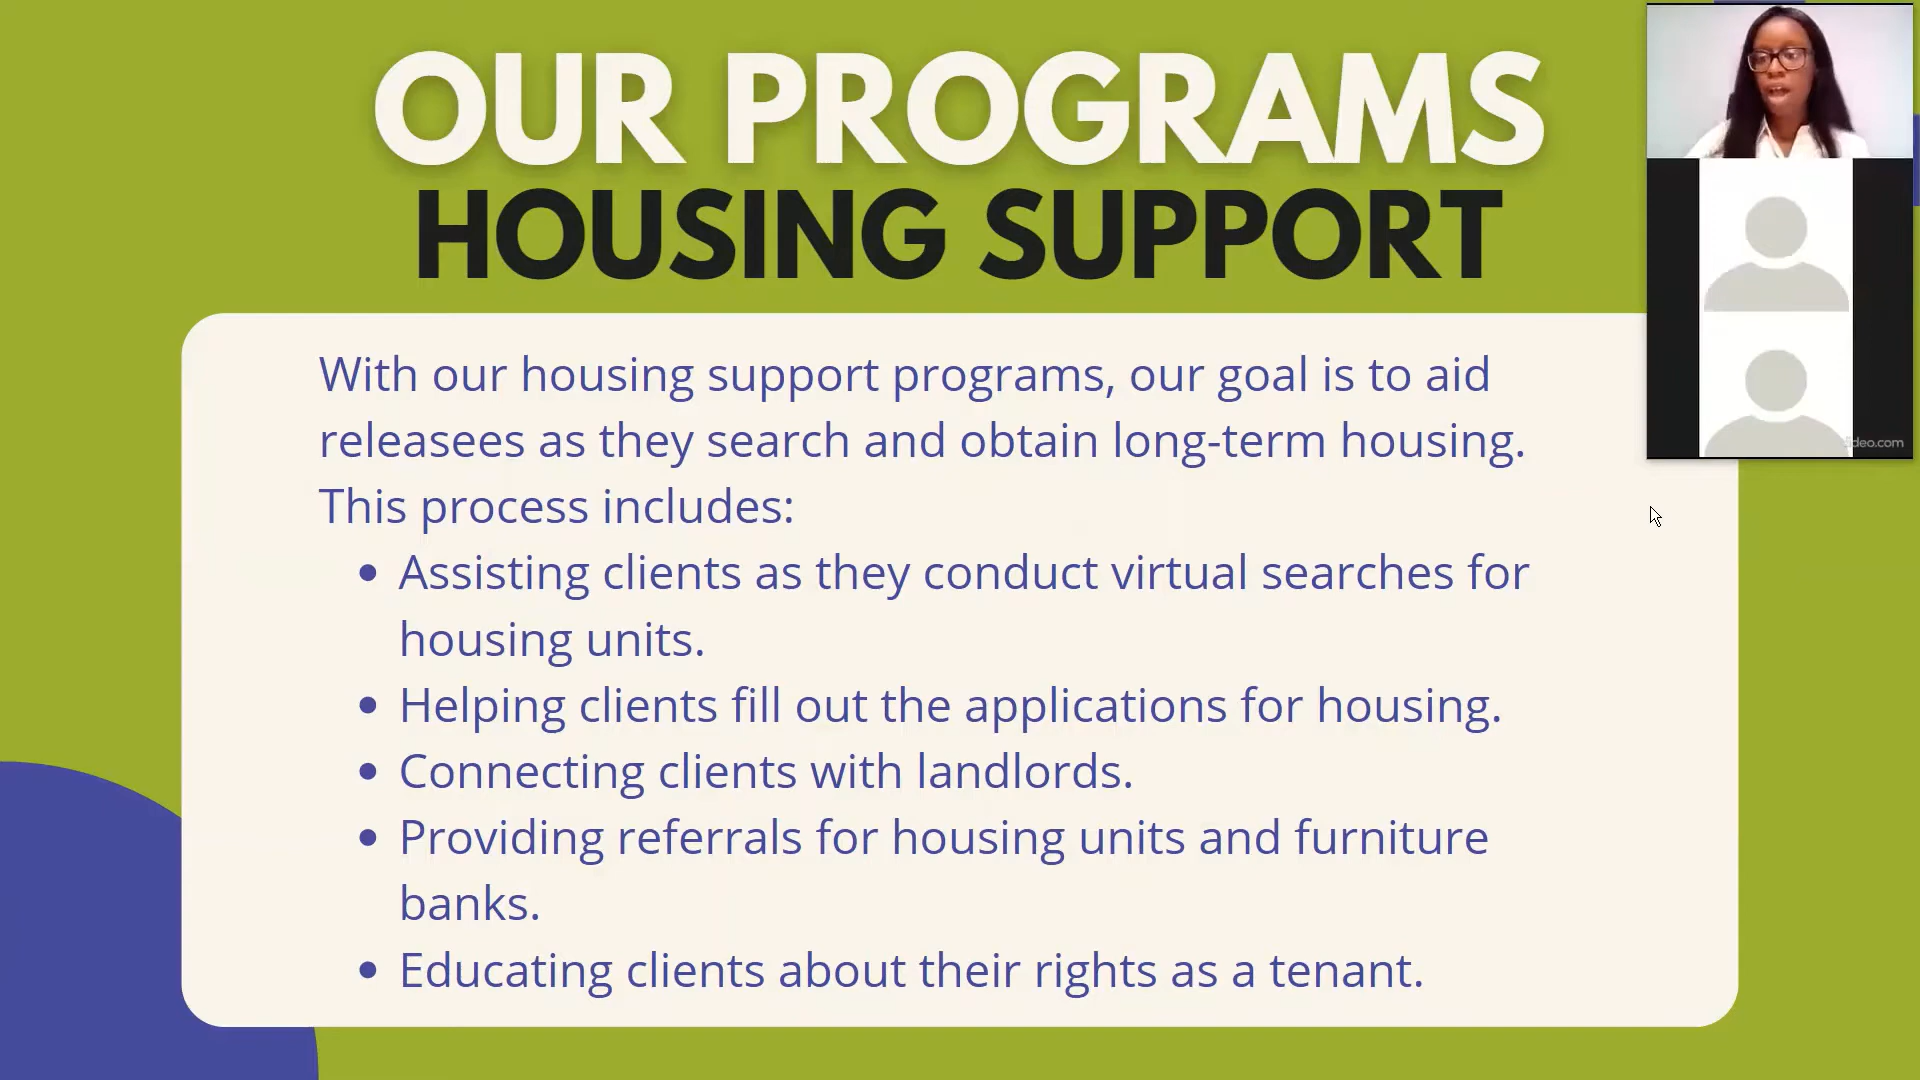 OUR PROGRAMS
HOUSING SUPPORT
With our housing support programs, our goal is to aid
releasees as they search and obtain long-term housing.
This process includes:
• Assisting clients as they conduct virtual searches for
housing units.
• Helping clients fill out the applications for housing.
• Connecting clients with landlords.
• Providing referrals for housing units and furniture
banks.
• Educating clients about their rights as a tenant.
deo.com